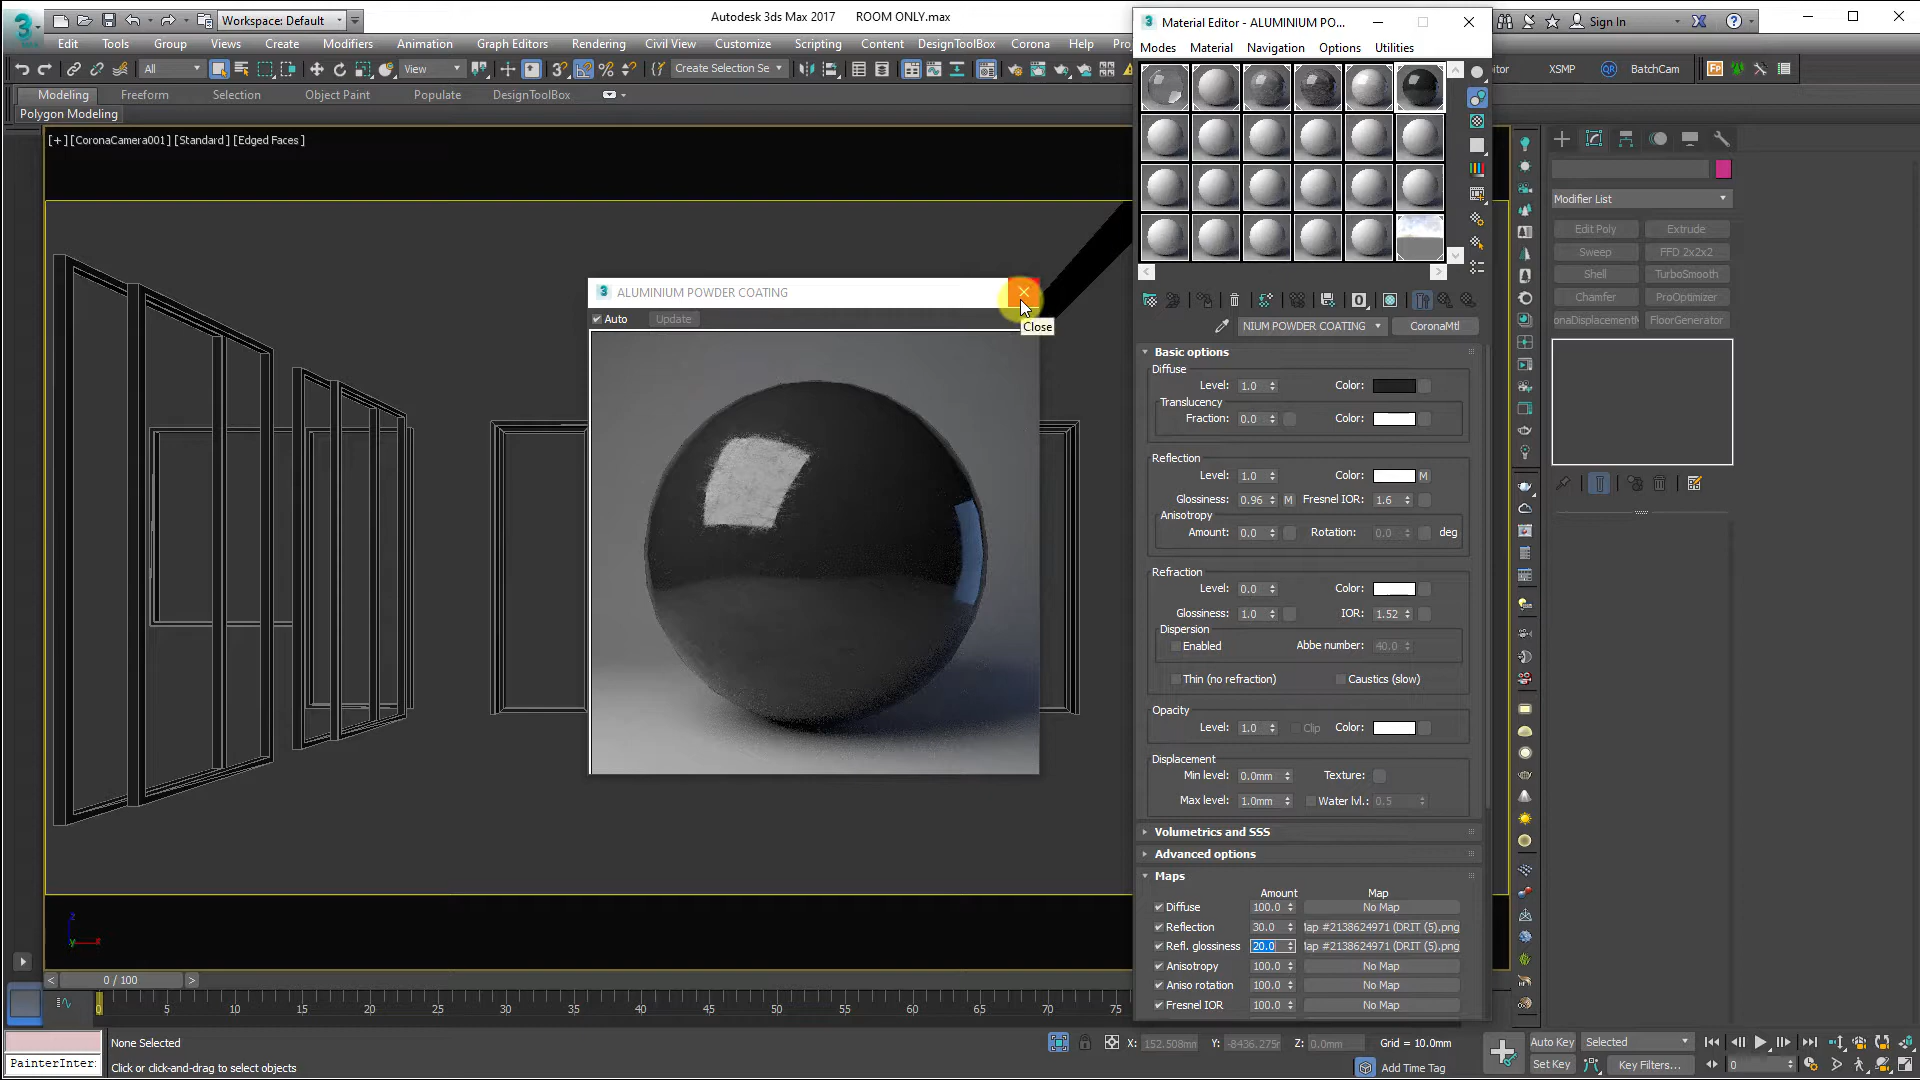 Workspace: Default
Autodesk 3ds Max 2017 ROOM ONLY.max
Sign In
Edit Tools Group Views Create Modifiers Animation Graph Editors Rendering Civil View Customize Scripting Content DesignToolBox Corona Help
All
View
Create Selection Se
XSMP
BatchCam
Modeling Freeform Selection Object Paint Populate DesignToolBox
Polygon Modeling
[+] [CoronaCamera001] [Standard] [Edged Faces]
ALUMINIUM POWDER COATING
Auto Update
Close
Material Editor - ALUMINIUM PO...
Modes Material Navigation Options Utilities
NIUM POWDER COATING CoronaMtl
Basic options
Diffuse
Level: 1.0 Color:
Translucency
Fraction: 0.0 Color:
Reflection
Level: 1.0 Color: M
Glossiness: 0.96 M Fresnel IOR: 1.6
Anisotropy
Amount: 0.0 Rotation: 0.0 deg
Refraction
Level: 0.0 Color:
Glossiness: 1.0 IOR: 1.52
Dispersion
Enabled Abbe number: 40.0
Thin (no refraction) Caustics (slow)
Opacity
Level: 1.0 Clip Color:
Displacement
Min level: 0.0mm Texture:
Max level: 1.0mm Water lvl.: 0.5
Volumetrics and SSS
Advanced options
Maps
Amount Map
Diffuse 100.0 No Map
Reflection 30.0 lap #2138624971 (DRIT (5).png
Refl. glossiness 20.0 lap #2138624971 (DRIT (5).png
Anisotropy 100.0 No Map
Aniso rotation 100.0 No Map
Fresnel IOR 100.0 No Map
Modifier List
Edit Poly Extrude
Sweep FFD 2x2x2
Shell TurboSmooth
Chamfer ProOptimizer
onaDisplacementM FloorGenerator
z
y x
0 / 100
0 5 10 15 20 25 30 35 40 45 50 55 60 65 70 75
None Selected
PainterInter:
Click or click-and-drag to select objects
X: 152.508mm Y: -8436.275m Z: 0.0mm Grid = 10.0mm
Add Time Tag
Auto Key Selected
Set Key Key Filters...
0